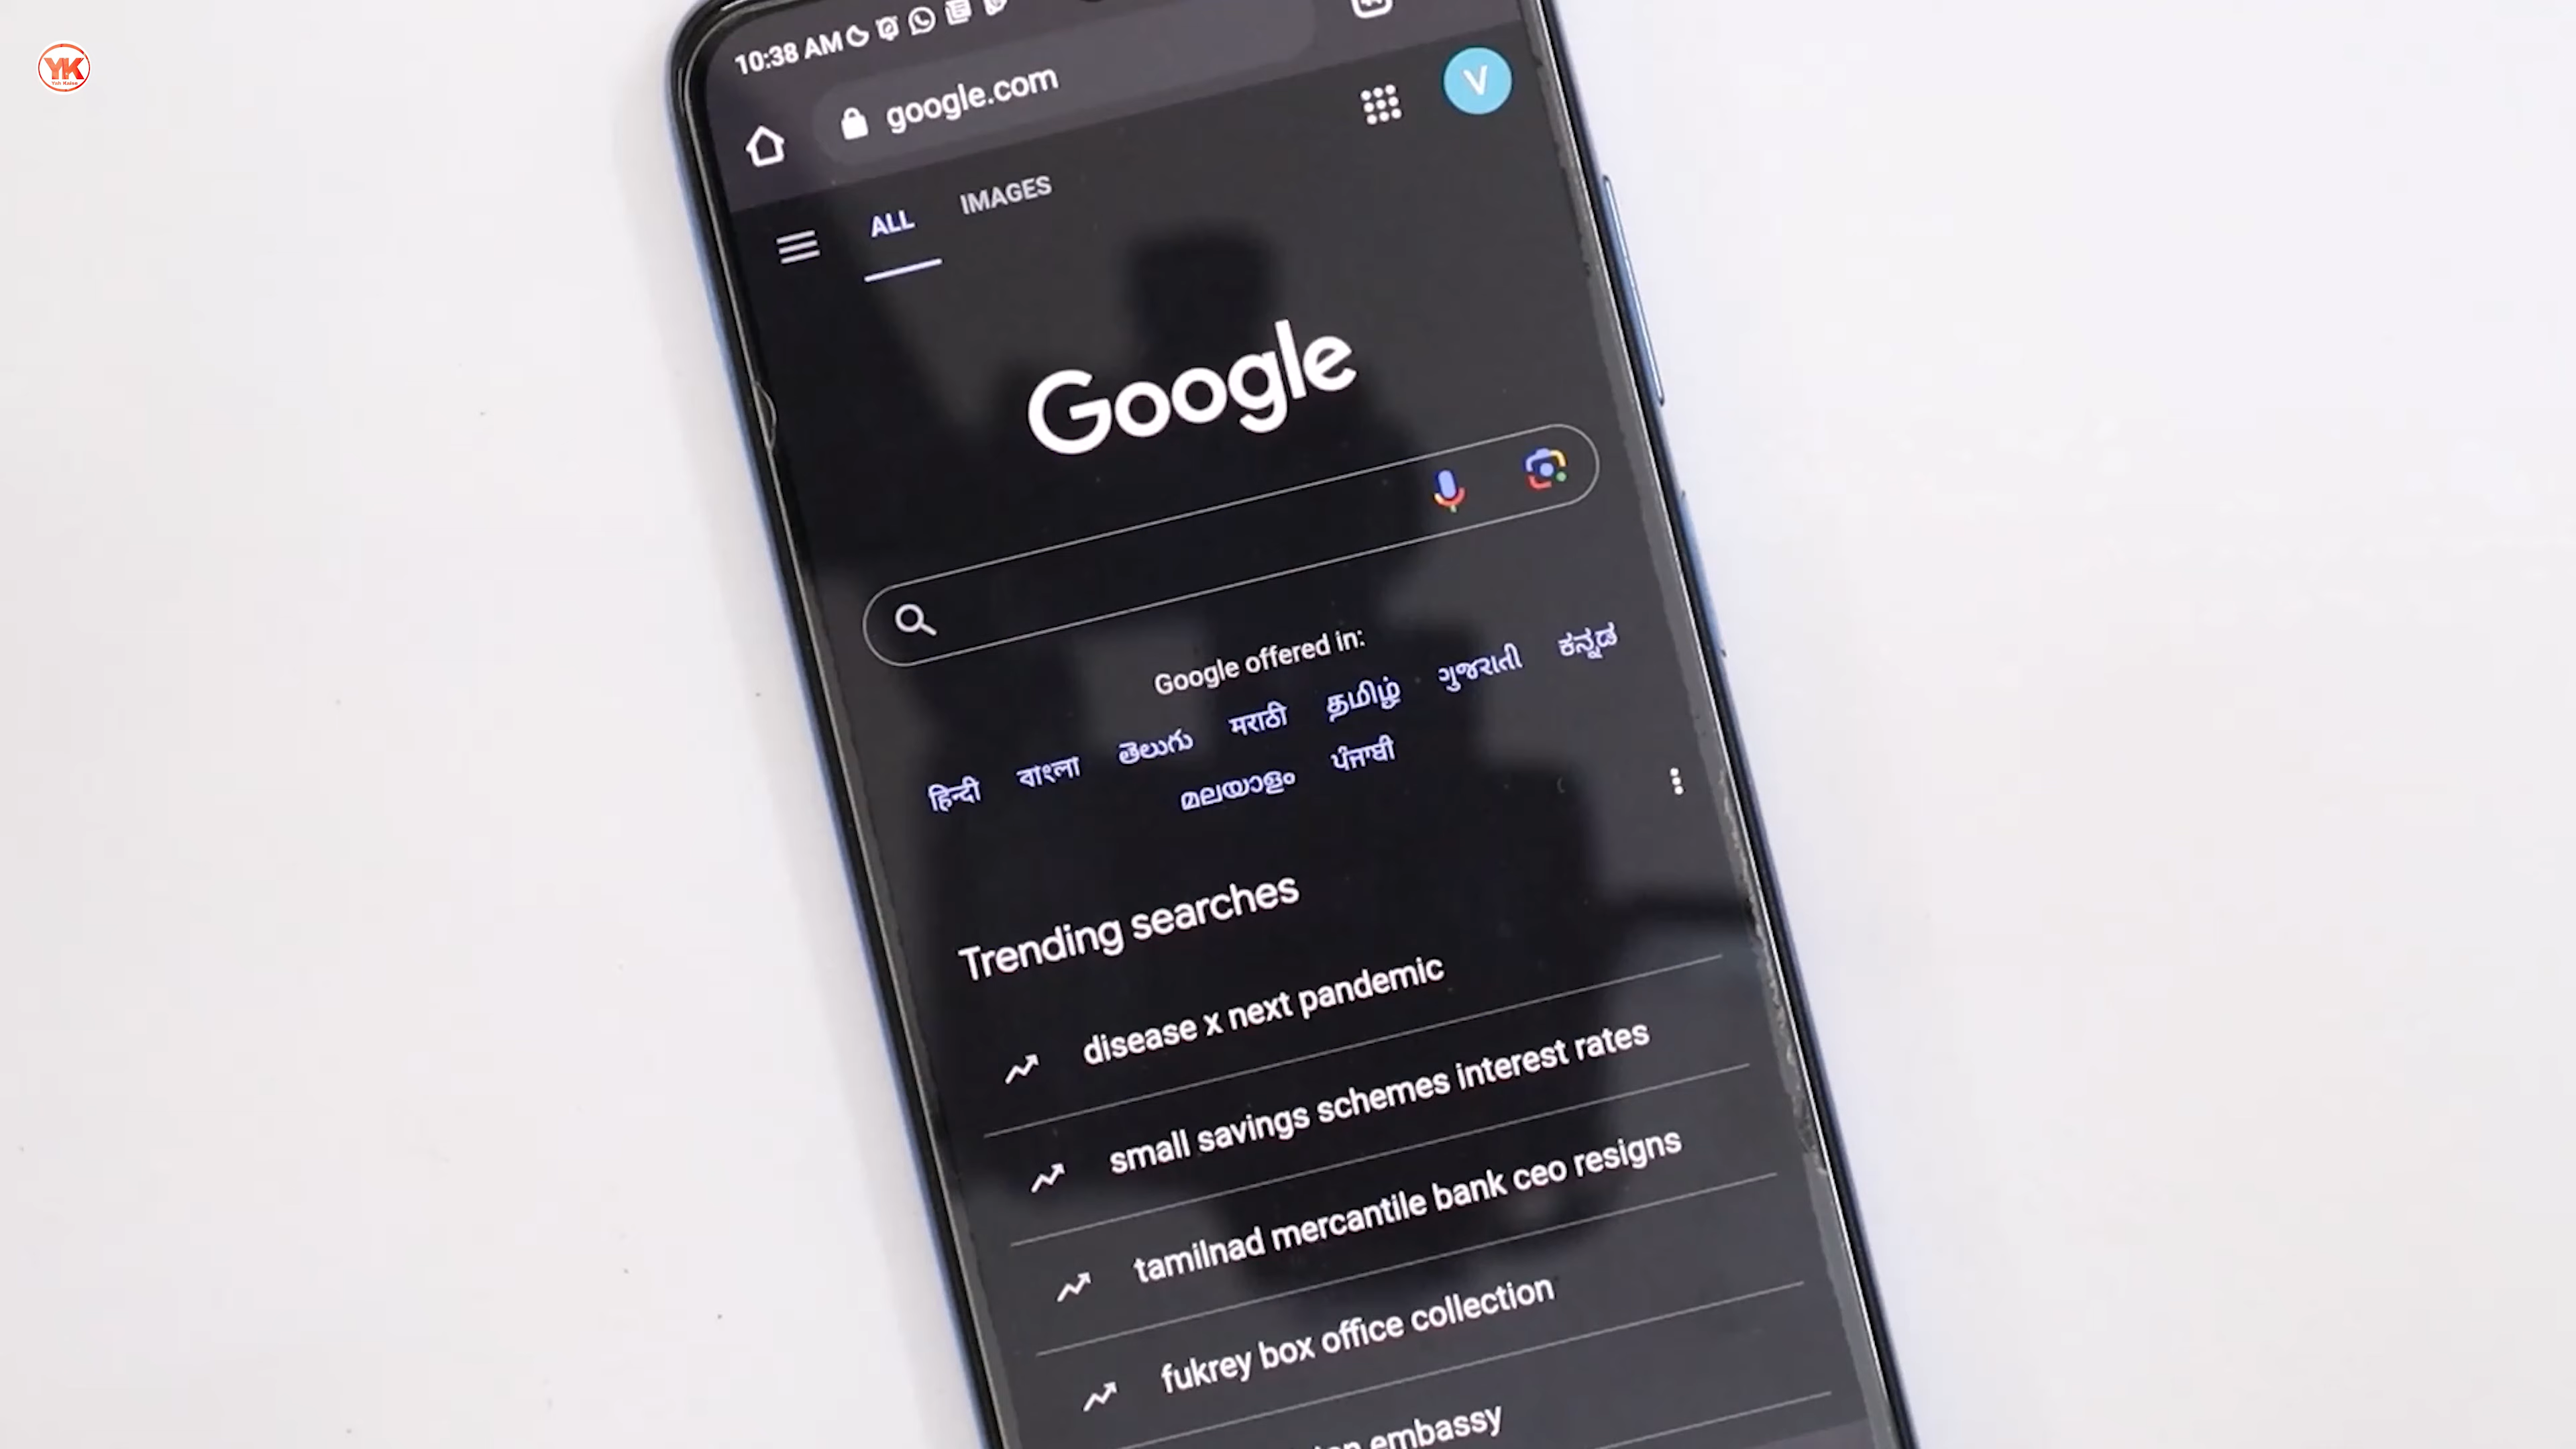 YK
10:38 AM
google.com
V
ALL IMAGES
Google
Google offered in:
हिन्दी বাংলা తెలుగు मराठी தமிழ் ગુજરાતી ಕನ್ನಡ
മലയാളം ਪੰਜਾਬੀ
Trending searches
disease x next pandemic
small savings schemes interest rates
tamilnad mercantile bank ceo resigns
fukrey box office collection
embassy